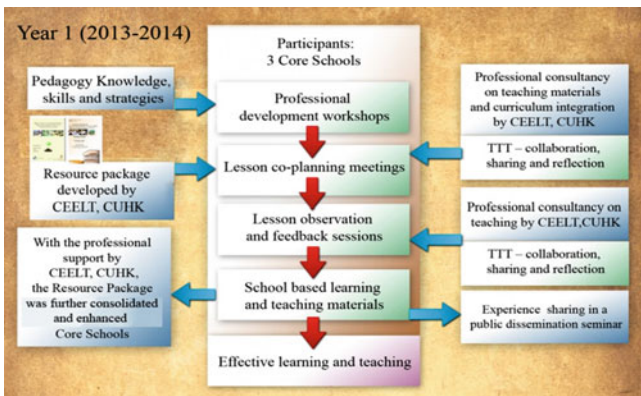 Year 1 (2013-2014)
Participants:
3 Core Schools
Pedagogy Knowledge,
skills and strategies
Professional
development workshops
Professional consultancy
on teaching materials
and curriculum integration
by CEELT, CUHK
TTT – collaboration,
sharing and reflection
Resource package
developed by
CEELT, CUHK
Lesson co-planning meetings
Lesson observation
and feedback sessions
Professional consultancy on
teaching by CEELT,CUHK
TTT – collaboration,
sharing and reflection
With the professional
support by
CEELT, CUHK,
the Resource Package
was further consolidated
and enhanced
Core Schools
School based learning
and teaching materials
Experience sharing in a
public dissemination seminar
Effective learning and teaching